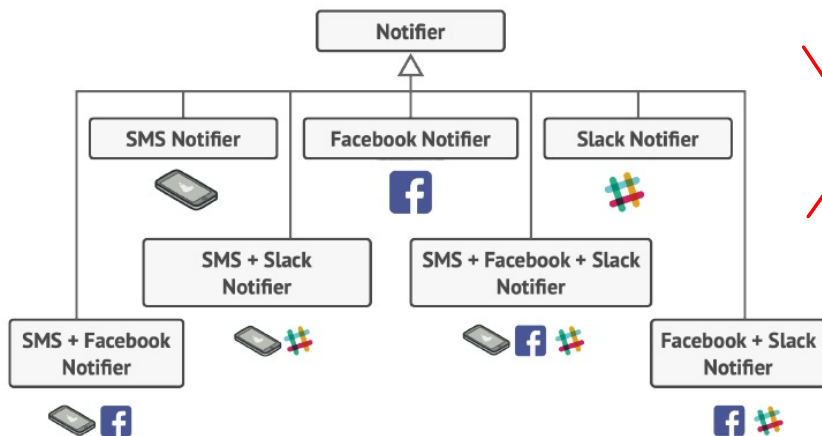 Notifier
SMS Notifier
Facebook Notifier
Slack Notifier
SMS + Slack
Notifier
SMS + Facebook + Slack
Notifier
SMS + Facebook
Notifier
Facebook + Slack
Notifier